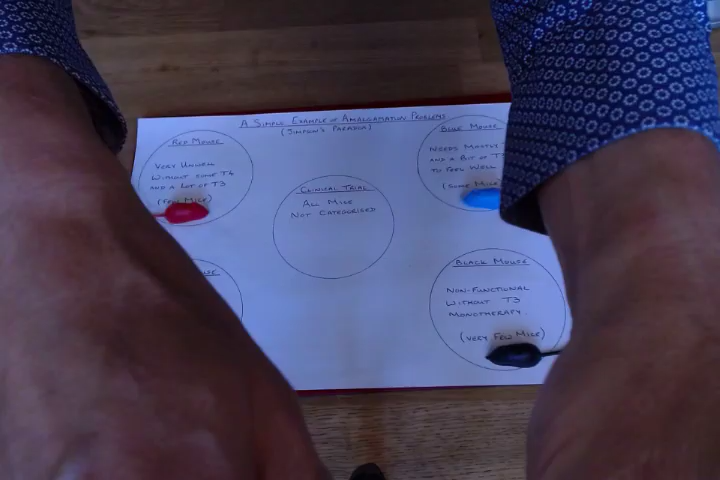 A Simple Example of Amalgamation Problems
(Simpson's Paradox)
Red Mouse
Very Unwell
Without some T4
and a lot of T3
(Few Mice)
Blue Mouse
Needs Mostly
and a bit of T3
to feel well
(Some Mice
Clinical Trial
All Mice
Not Categorised
Black Mouse
Non-Functional
Without T3
Monotherapy
(Very Few Mice)